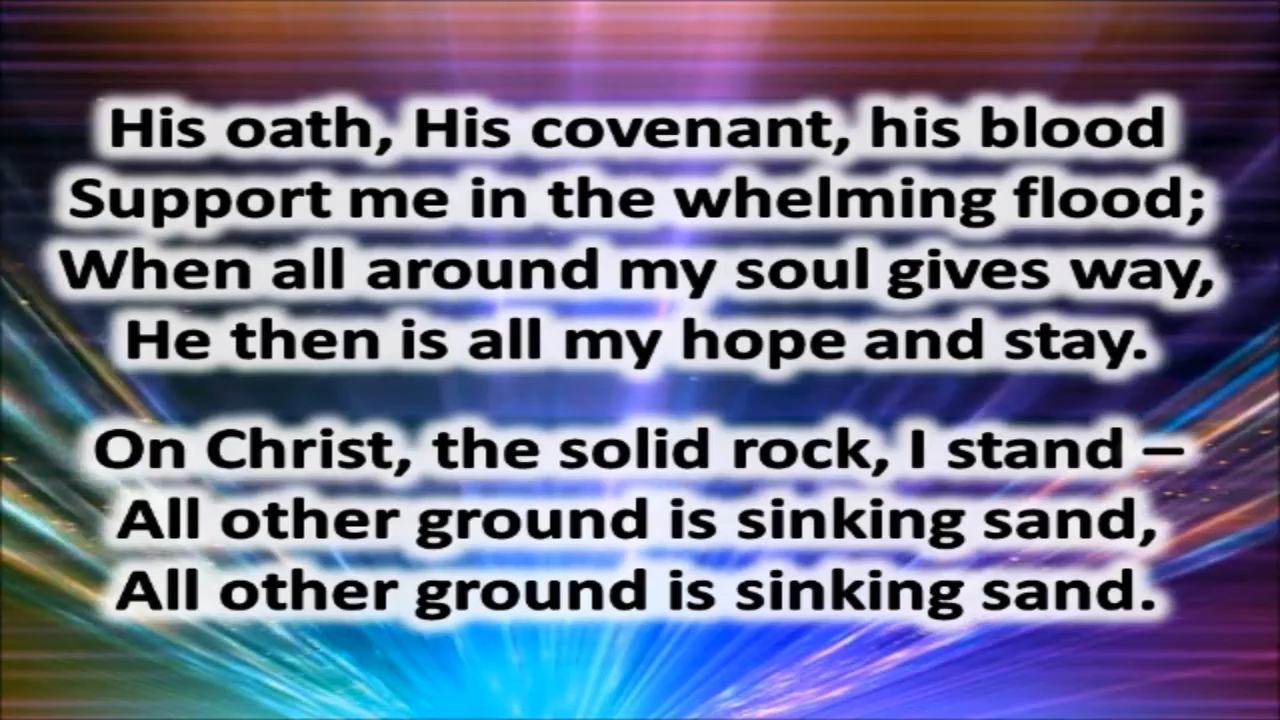 His oath, His covenant, his blood
Support me in the whelming flood;
When all around my soul gives way,
He then is all my hope and stay.
On Christ, the solid rock, I stand –
All other ground is sinking sand,
All other ground is sinking sand.